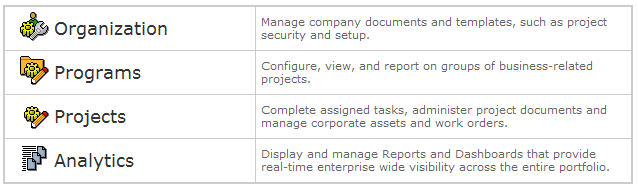 Organization
Manage company documents and templates, such as project
security and setup.
Programs
Configure, view, and report on groups of business-related
projects.
Projects
Complete assigned tasks, administer project documents and
manage corporate assets and work orders.
Analytics
Display and manage Reports and Dashboards that provide
real-time enterprise wide visibility across the entire portfolio.